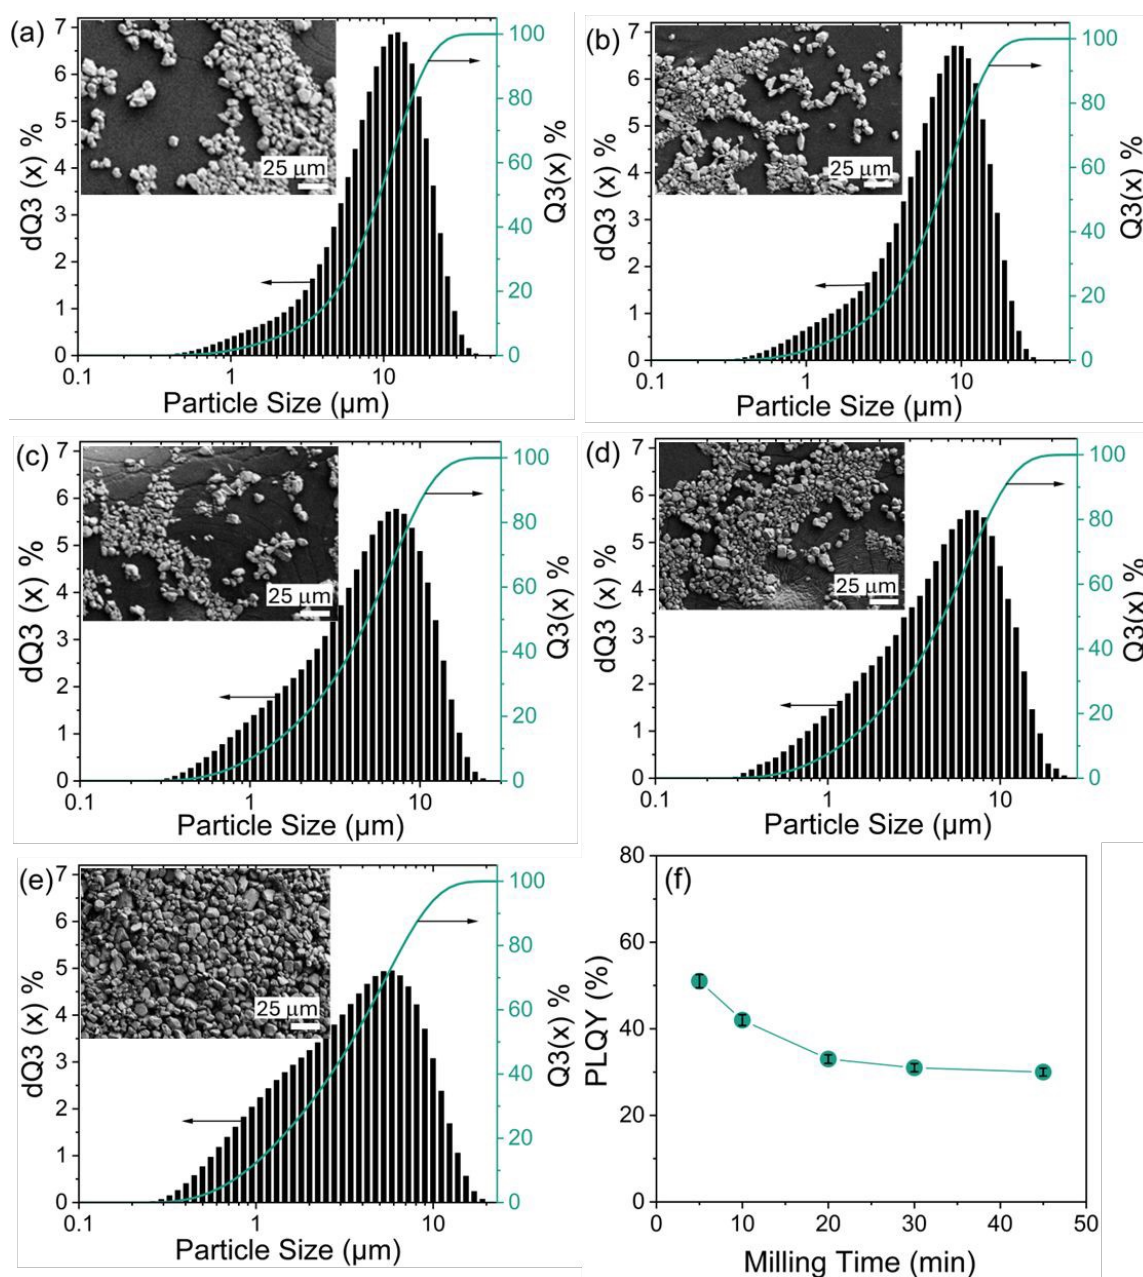 (a)
7
6
5
4
3
2
1
0
dQ3 (x) %
25 μm
100
80
60
40
20
0
Q3(x) %
0.1 1 10
Particle Size (μm)
(b)
7
6
5
4
3
2
1
0
dQ3 (x) %
25 μm
100
80
60
40
20
0
Q3(x) %
0.1 1 10
Particle Size (μm)
(c)
7
6
5
4
3
2
1
0
dQ3 (x) %
25 μm
100
80
60
40
20
0
Q3(x) %
0.1 1 10
Particle Size (μm)
(d)
7
6
5
4
3
2
1
0
dQ3 (x) %
25 μm
100
80
60
40
20
0
Q3(x) %
0.1 1 10
Particle Size (μm)
(e)
7
6
5
4
3
2
1
0
dQ3 (x) %
25 μm
100
80
60
40
20
0
Q3(x) %
0.1 1 10
Particle Size (μm)
(f)
80
60
40
20
0
PLQY (%)
0 10 20 30 40 50
Milling Time (min)